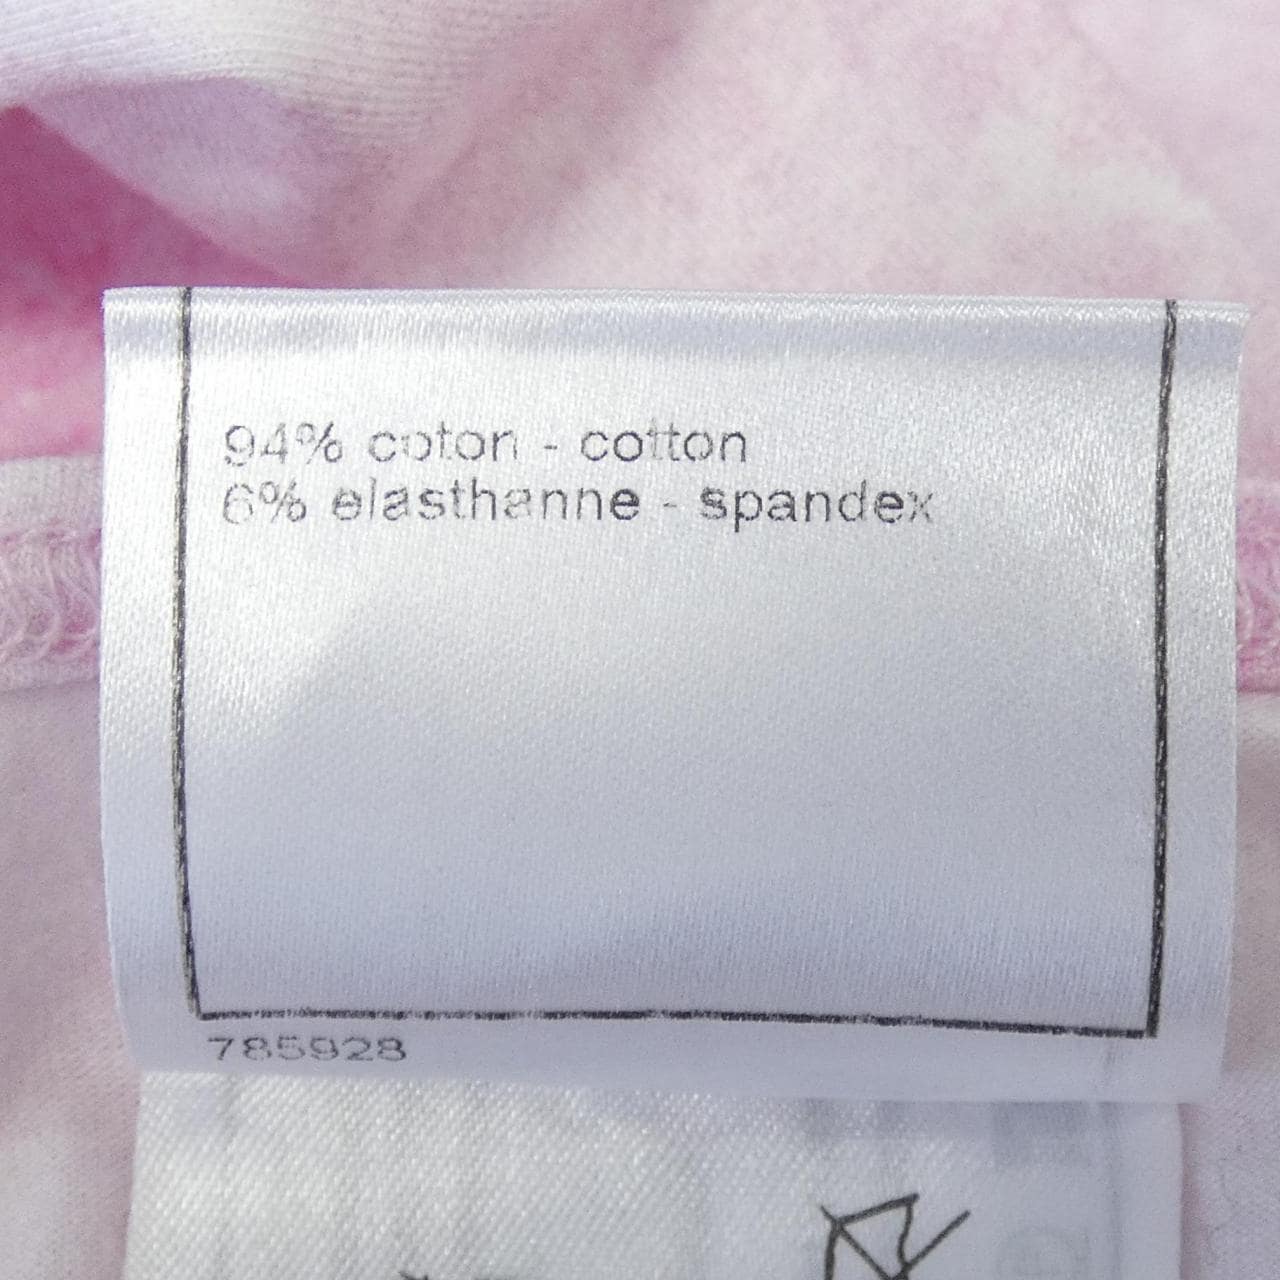 94% coton - cotton
6% elasthanne - spandex
785928